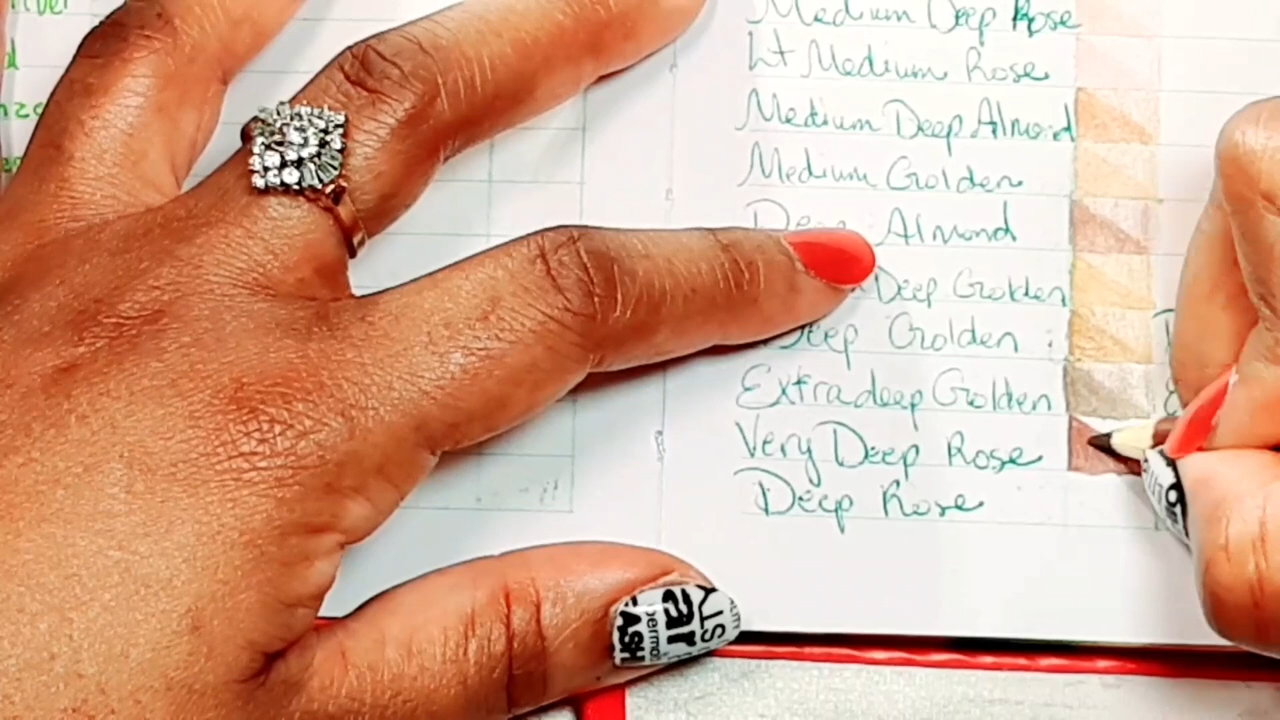 Medium Deep Rose
Lt Medium Rose
Medium Deep Almond
Medium Golden
Deep Almond
Deep Golden
Deep Golden
Extradeep Golden
Very Deep Rose
Deep Rose